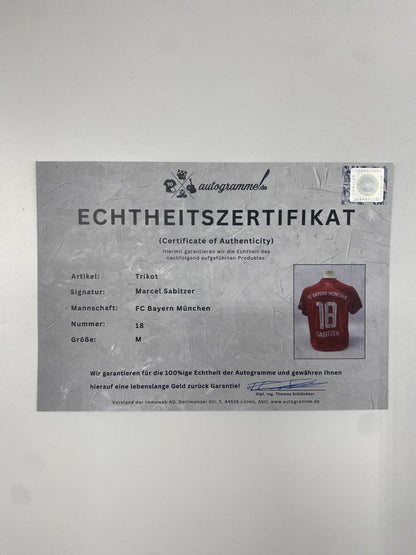 autogramme.de
ECHTHEITSZERTIFIKAT
(Certificate of Authenticity)
Hiermit garantieren wir die Echtheit des
nachfolgend aufgeführten Produktes:
Artikel: Trikot
Signatur: Marcel Sabitzer
Mannschaft: FC Bayern München
Nummer: 18
Größe: M
FC BAYERN MÜNCHEN
18
SABITZER
Wir garantieren für die 100%ige Echtheit der Autogramme und gewähren Ihnen
hierauf eine lebenslange Geld zurück Garantie!
Dipl. Ing. Thomas Schlüchter
Vorstand der Immoweb AG, Dortmunder Str. 5, 44536 Lünen, Abtl. www.autogramme.de